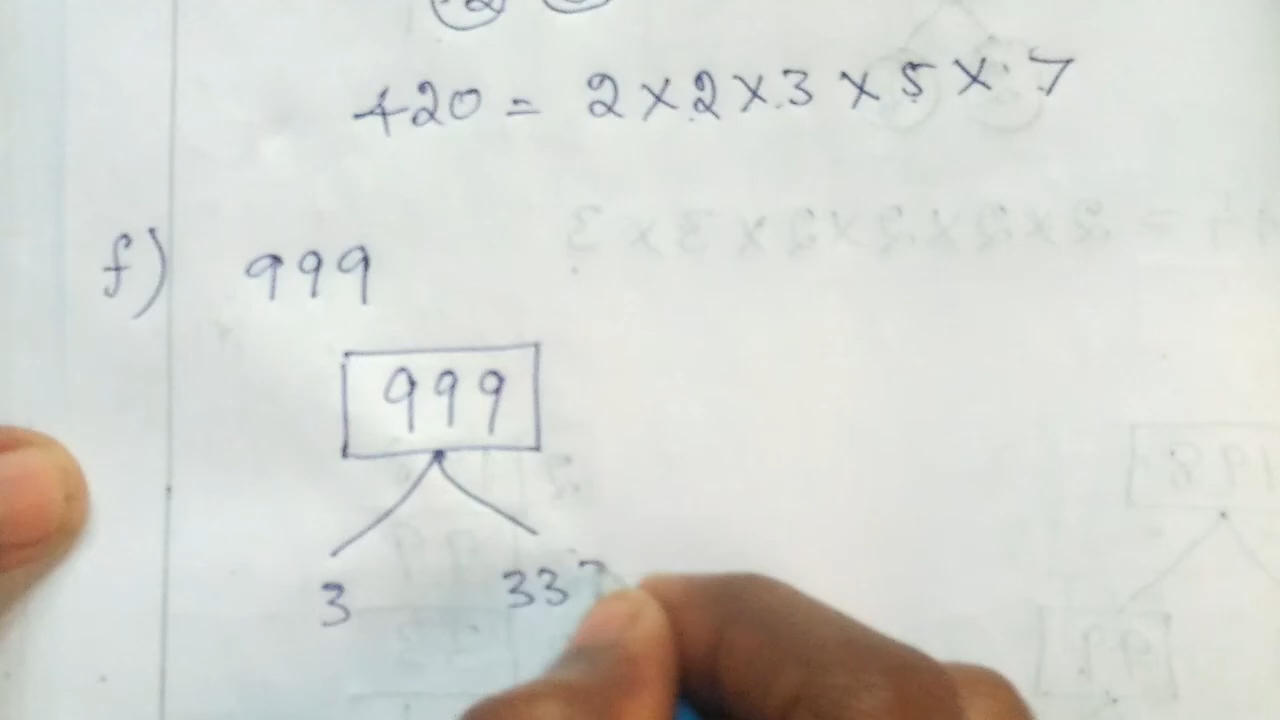 420 = 2 × 2 × 3 × 5 × 7
f) 999
999
3 33